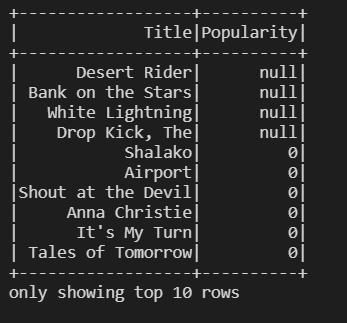 +------------------+----------+
|             Title|Popularity|
+------------------+----------+
|      Desert Rider|      null|
| Bank on the Stars|      null|
|   White Lightning|      null|
|    Drop Kick, The|      null|
|           Shalako|         0|
|           Airport|         0|
|Shout at the Devil|         0|
|     Anna Christie|         0|
|      It's My Turn|         0|
| Tales of Tomorrow|         0|
+------------------+----------+
only showing top 10 rows